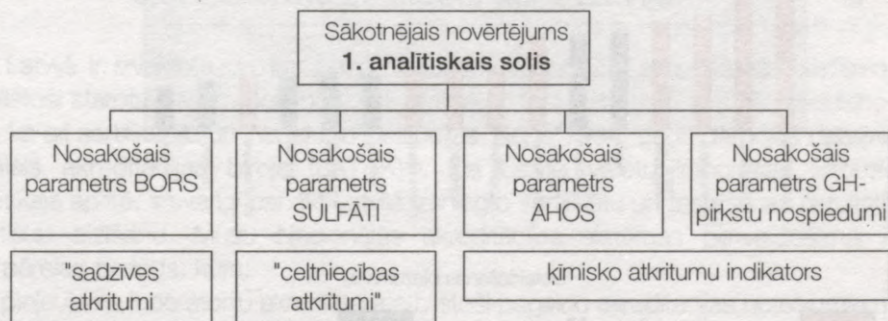 Sākotnējais novērtējums
1. analītiskais solis
Nosakošais
parametrs BORS
Nosakošais
parametrs
SULFĀTI
Nosakošais
parametrs
AHOS
Nosakošais
parametrs GH-
pirkstu nospiedumi
"sadzīves
atkritumi
"celtniecības
atkritumi"
ķīmisko atkritumu indikators